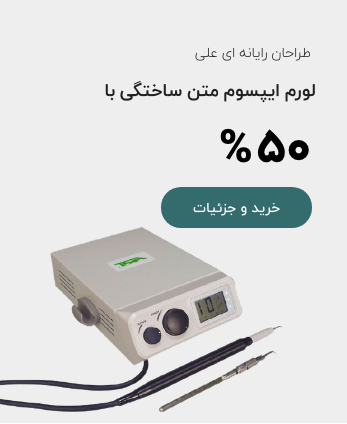 طراحان رایانه ای علی
لورم ایپسوم متن ساختگی با
%۵۰
خرید و جزئیات